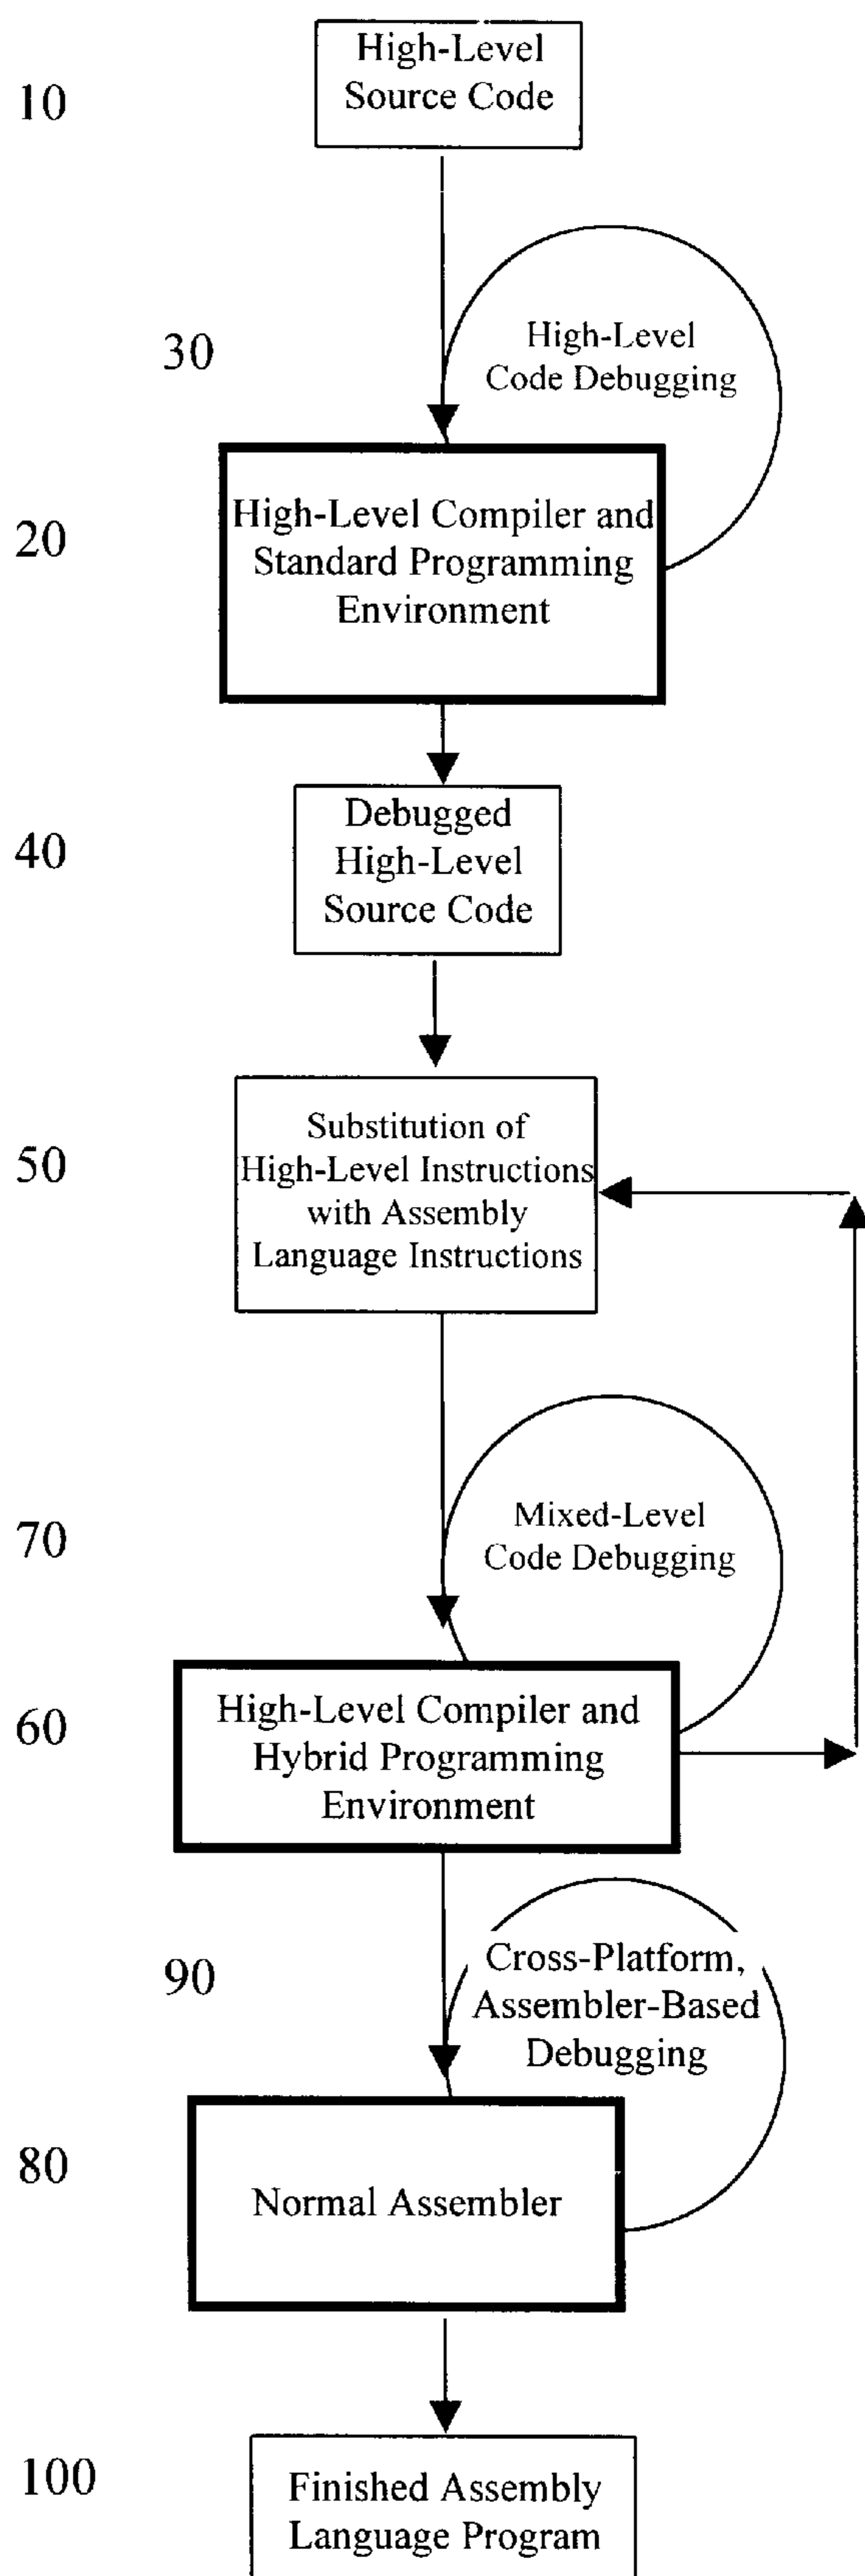 10
High-Level
Source Code
30
High-Level
Code Debugging
20
High-Level Compiler and
Standard Programming
Environment
40
Debugged
High-Level
Source Code
50
Substitution of
High-Level Instructions
with Assembly
Language Instructions
70
Mixed-Level
Code Debugging
60
High-Level Compiler and
Hybrid Programming
Environment
90
Cross-Platform,
Assembler-Based
Debugging
80
Normal Assembler
100
Finished Assembly
Language Program